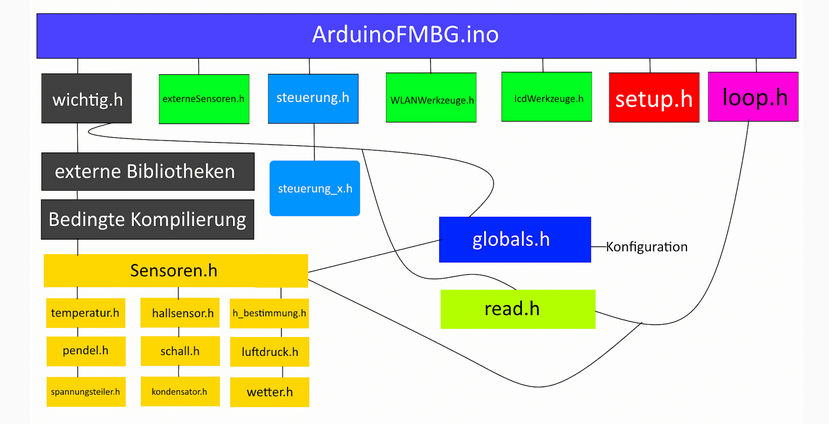 ArduinoFMBG.ino
wichtig.h
externeSensoren.h
steuerung.h
WLANWerkzeuge.h
lcdWerkzeuge.h
setup.h
loop.h
externe Bibliotheken
steuerung_x.h
Bedingte Kompilierung
globals.h
Konfiguration
Sensoren.h
temperatur.h
hallsensor.h
h_bestimmung.h
read.h
pendel.h
schall.h
luftdruck.h
spannungsteiler.h
kondensator.h
wetter.h